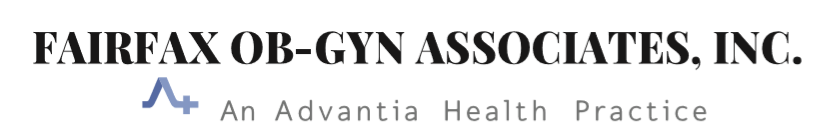 FAIRFAX OB-GYN ASSOCIATES, INC.
An Advantia Health Practice